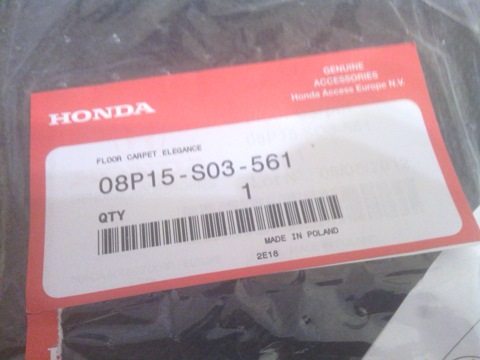 GENUINE
ACCESSORIES
Honda Access Europe N.V.
HONDA
FLOOR CARPET ELEGANCE
08P15-S03-561
QTY 1
MADE IN POLAND
2E18